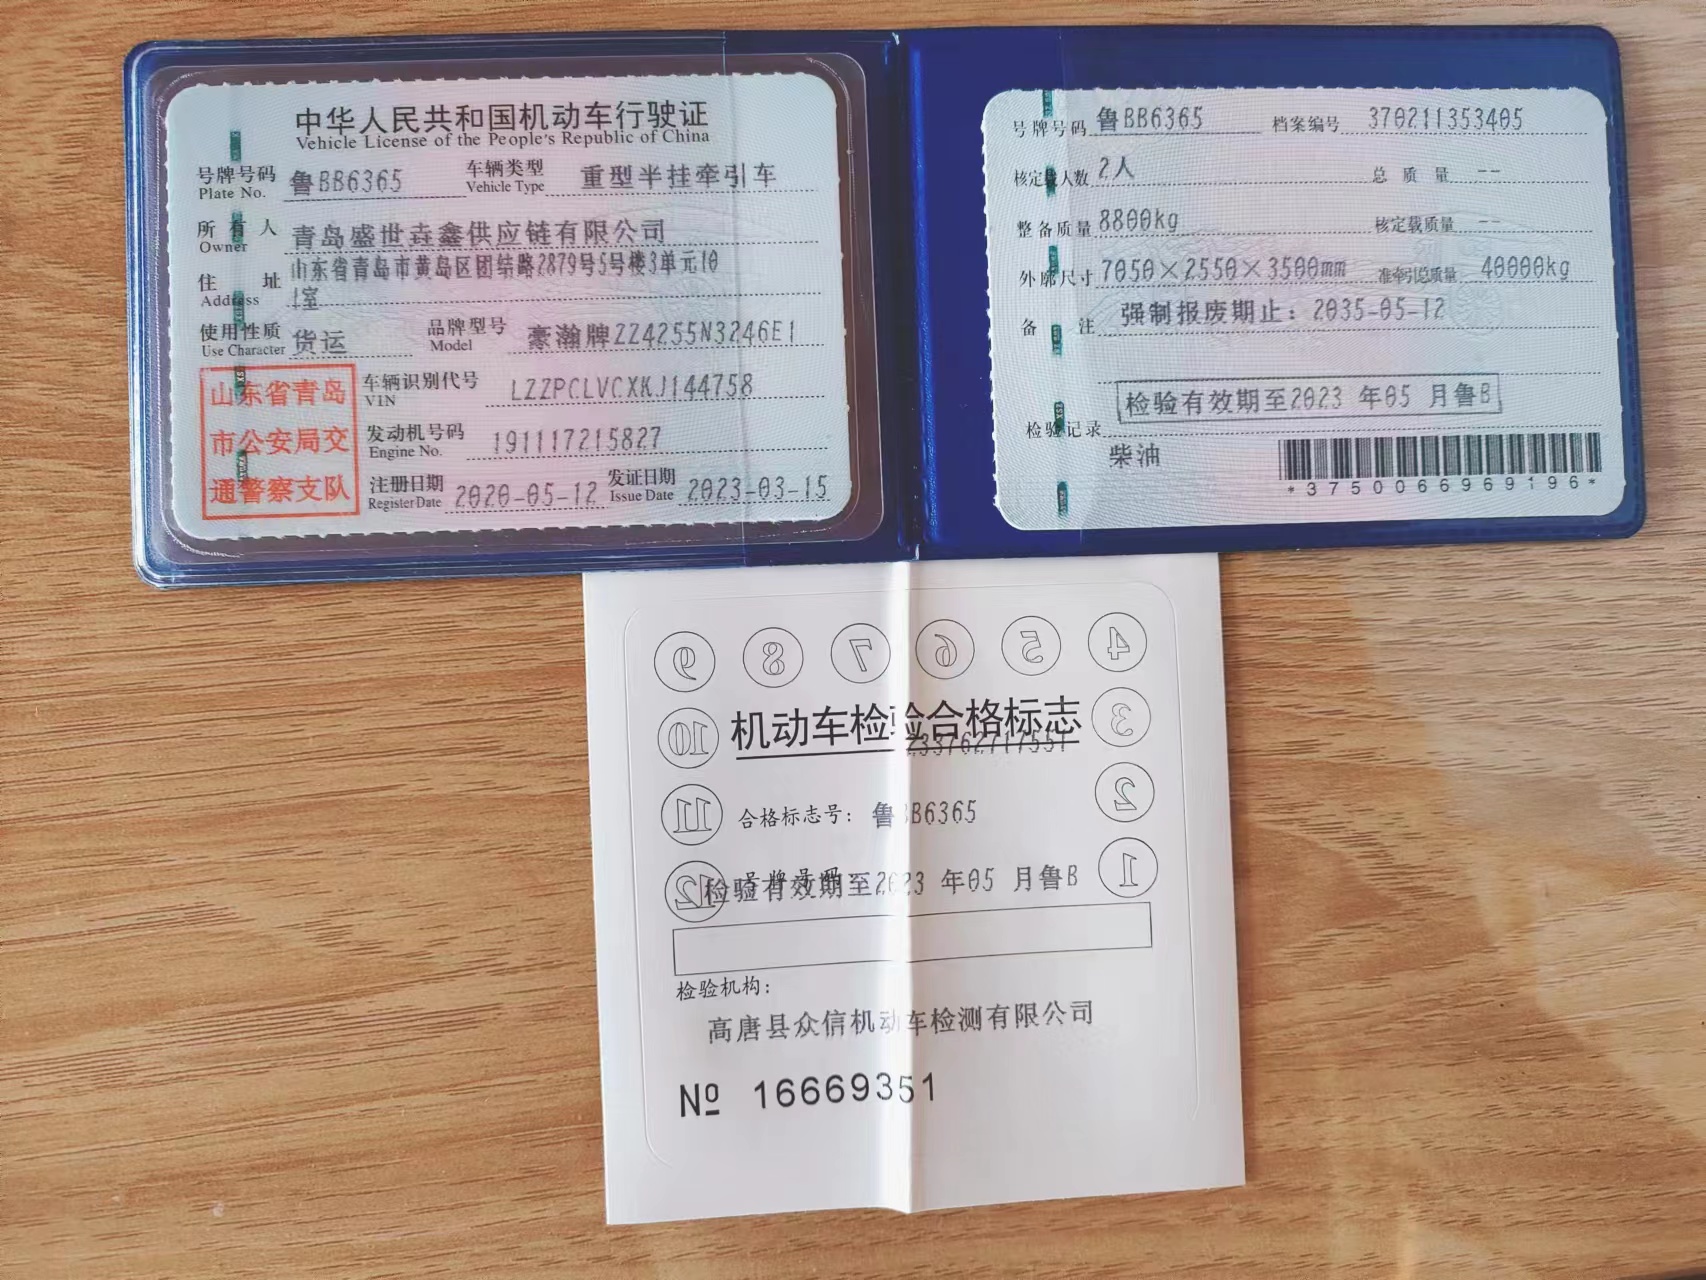 中华人民共和国机动车行驶证
Vehicle License of the People's Republic of China
号牌号码 鲁BB6365 车辆类型 重型半挂牵引车
Plate No. Vehicle Type
所有人 青岛盛世垚鑫供应链有限公司
Owner
住址 山东省青岛市黄岛区团结路2879号5号楼3单元10
Address 1室
使用性质 货运 品牌型号 豪瀚牌ZZ4255N3246E1
Use Character Model
山东省青岛
市公安局交
通警察支队
车辆识别代号 LZZPCLVCXKJ144758
VIN
发动机号码 191117215827
Engine No.
注册日期 2020-05-12 发证日期 2023-03-15
Register Date Issue Date
号牌号码 鲁BB6365 档案编号 370211353405
核定载人数 2人 总质量 --
整备质量 8800kg 核定载质量 --
外廓尺寸 7050×2550×3500mm 准牵引总质量 40000kg
备注 强制报废期止：2035-05-12
检验有效期至2023 年05 月鲁B
检验记录
柴油
*3750066969196*
9 8 7 6 5 4
机动车检验合格标志
3
10
2
11 合格标志号： 鲁BB6365
1
12 号牌号码：
检验有效期至2023 年05 月鲁B
检验机构：
高唐县众信机动车检测有限公司
№ 16669351